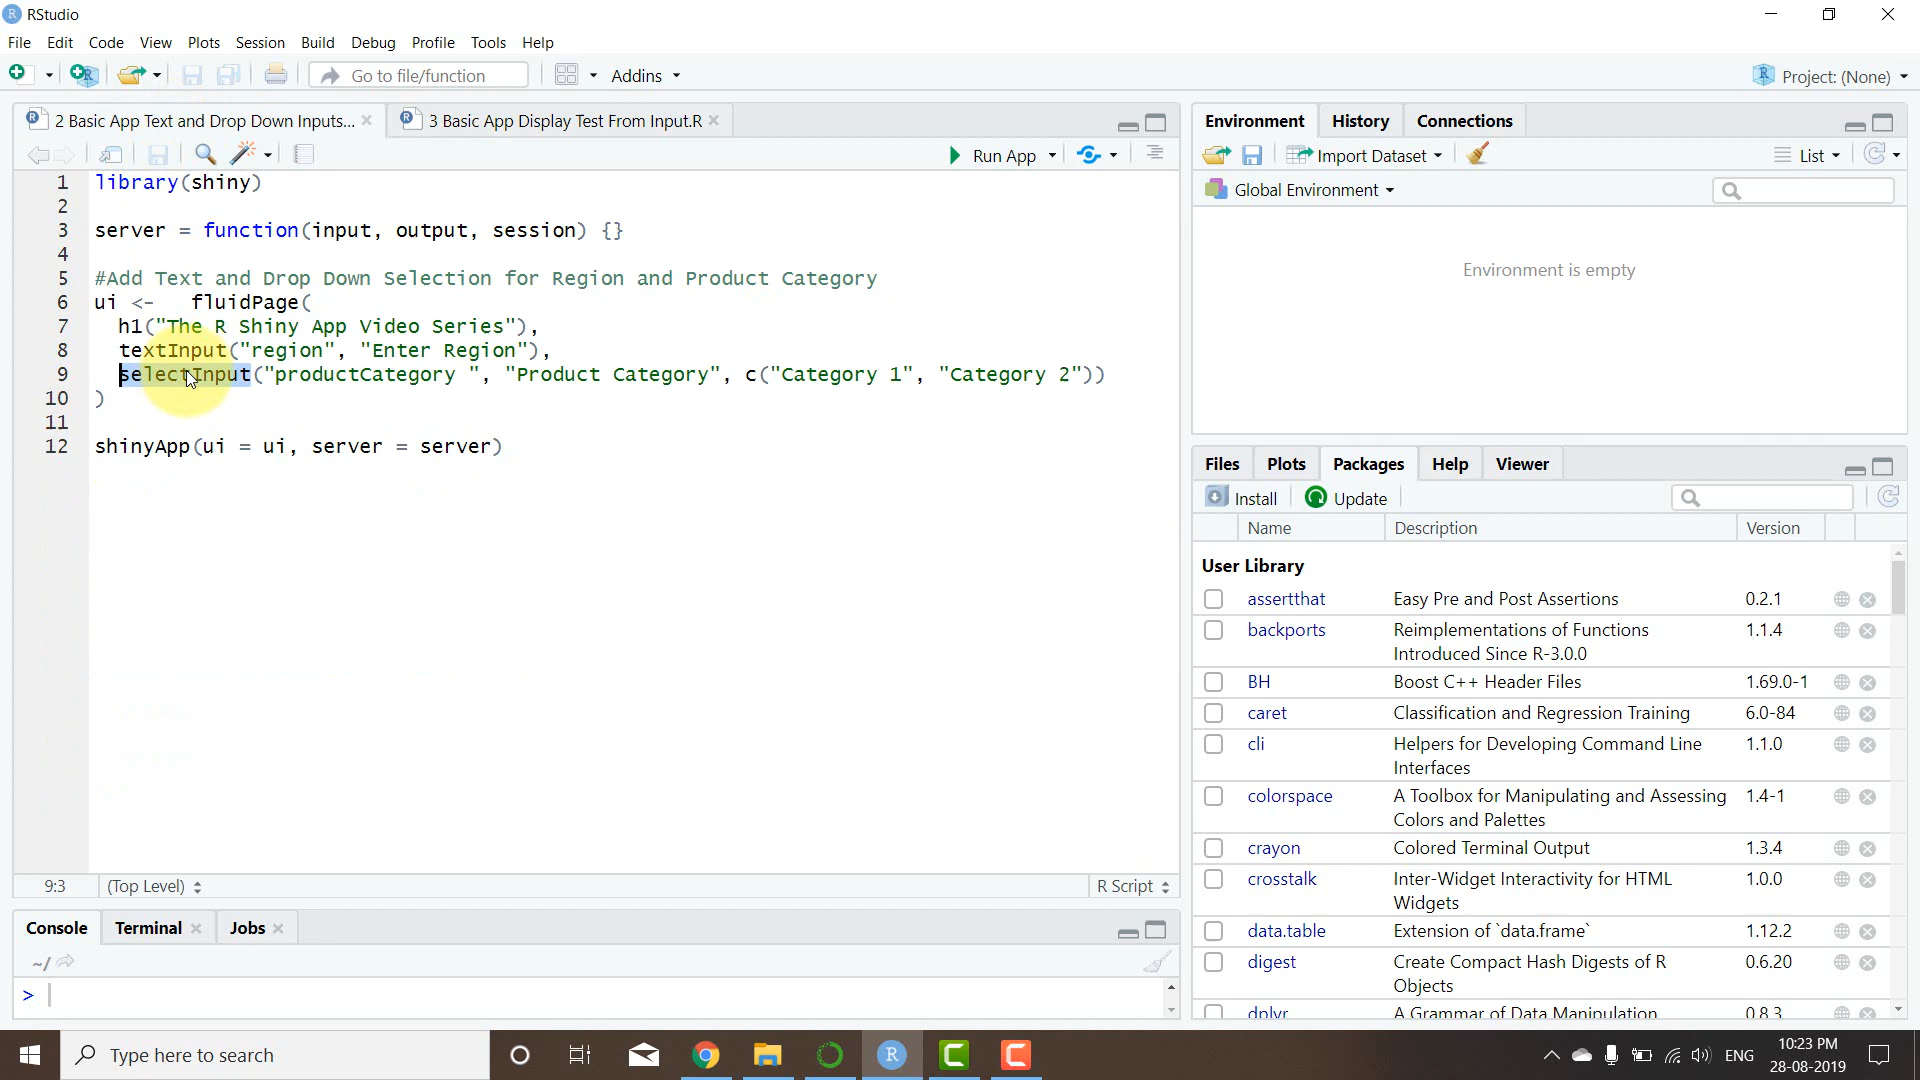 RStudio
File Edit Code View Plots Session Build Debug Profile Tools Help
Go to file/function Addins Project: (None)
2 Basic App Text and Drop Down Inputs... 3 Basic App Display Test From Input.R
Run App
1 library(shiny)
2
3 server = function(input, output, session) {}
4
5 #Add Text and Drop Down Selection for Region and Product Category
6 ui <-   fluidPage(
7 h1("The R Shiny App Video Series"),
8 textInput("region", "Enter Region"),
9 selectInput("productCategory ", "Product Category", c("Category 1", "Category 2"))
10 )
11
12 shinyApp(ui = ui, server = server)
9:3 (Top Level) R Script
Console Terminal Jobs
~/
>
Environment History Connections
Import Dataset List
Global Environment
Environment is empty
Files Plots Packages Help Viewer
Install Update
Name Description Version
User Library
assertthat Easy Pre and Post Assertions 0.2.1
backports Reimplementations of Functions 1.1.4
Introduced Since R-3.0.0
BH Boost C++ Header Files 1.69.0-1
caret Classification and Regression Training 6.0-84
cli Helpers for Developing Command Line 1.1.0
Interfaces
colorspace A Toolbox for Manipulating and Assessing 1.4-1
Colors and Palettes
crayon Colored Terminal Output 1.3.4
crosstalk Inter-Widget Interactivity for HTML 1.0.0
Widgets
data.table Extension of `data.frame` 1.12.2
digest Create Compact Hash Digests of R 0.6.20
Objects
dplyr A Grammar of Data Manipulation 0.8.3
Type here to search
ENG
10:23 PM
28-08-2019